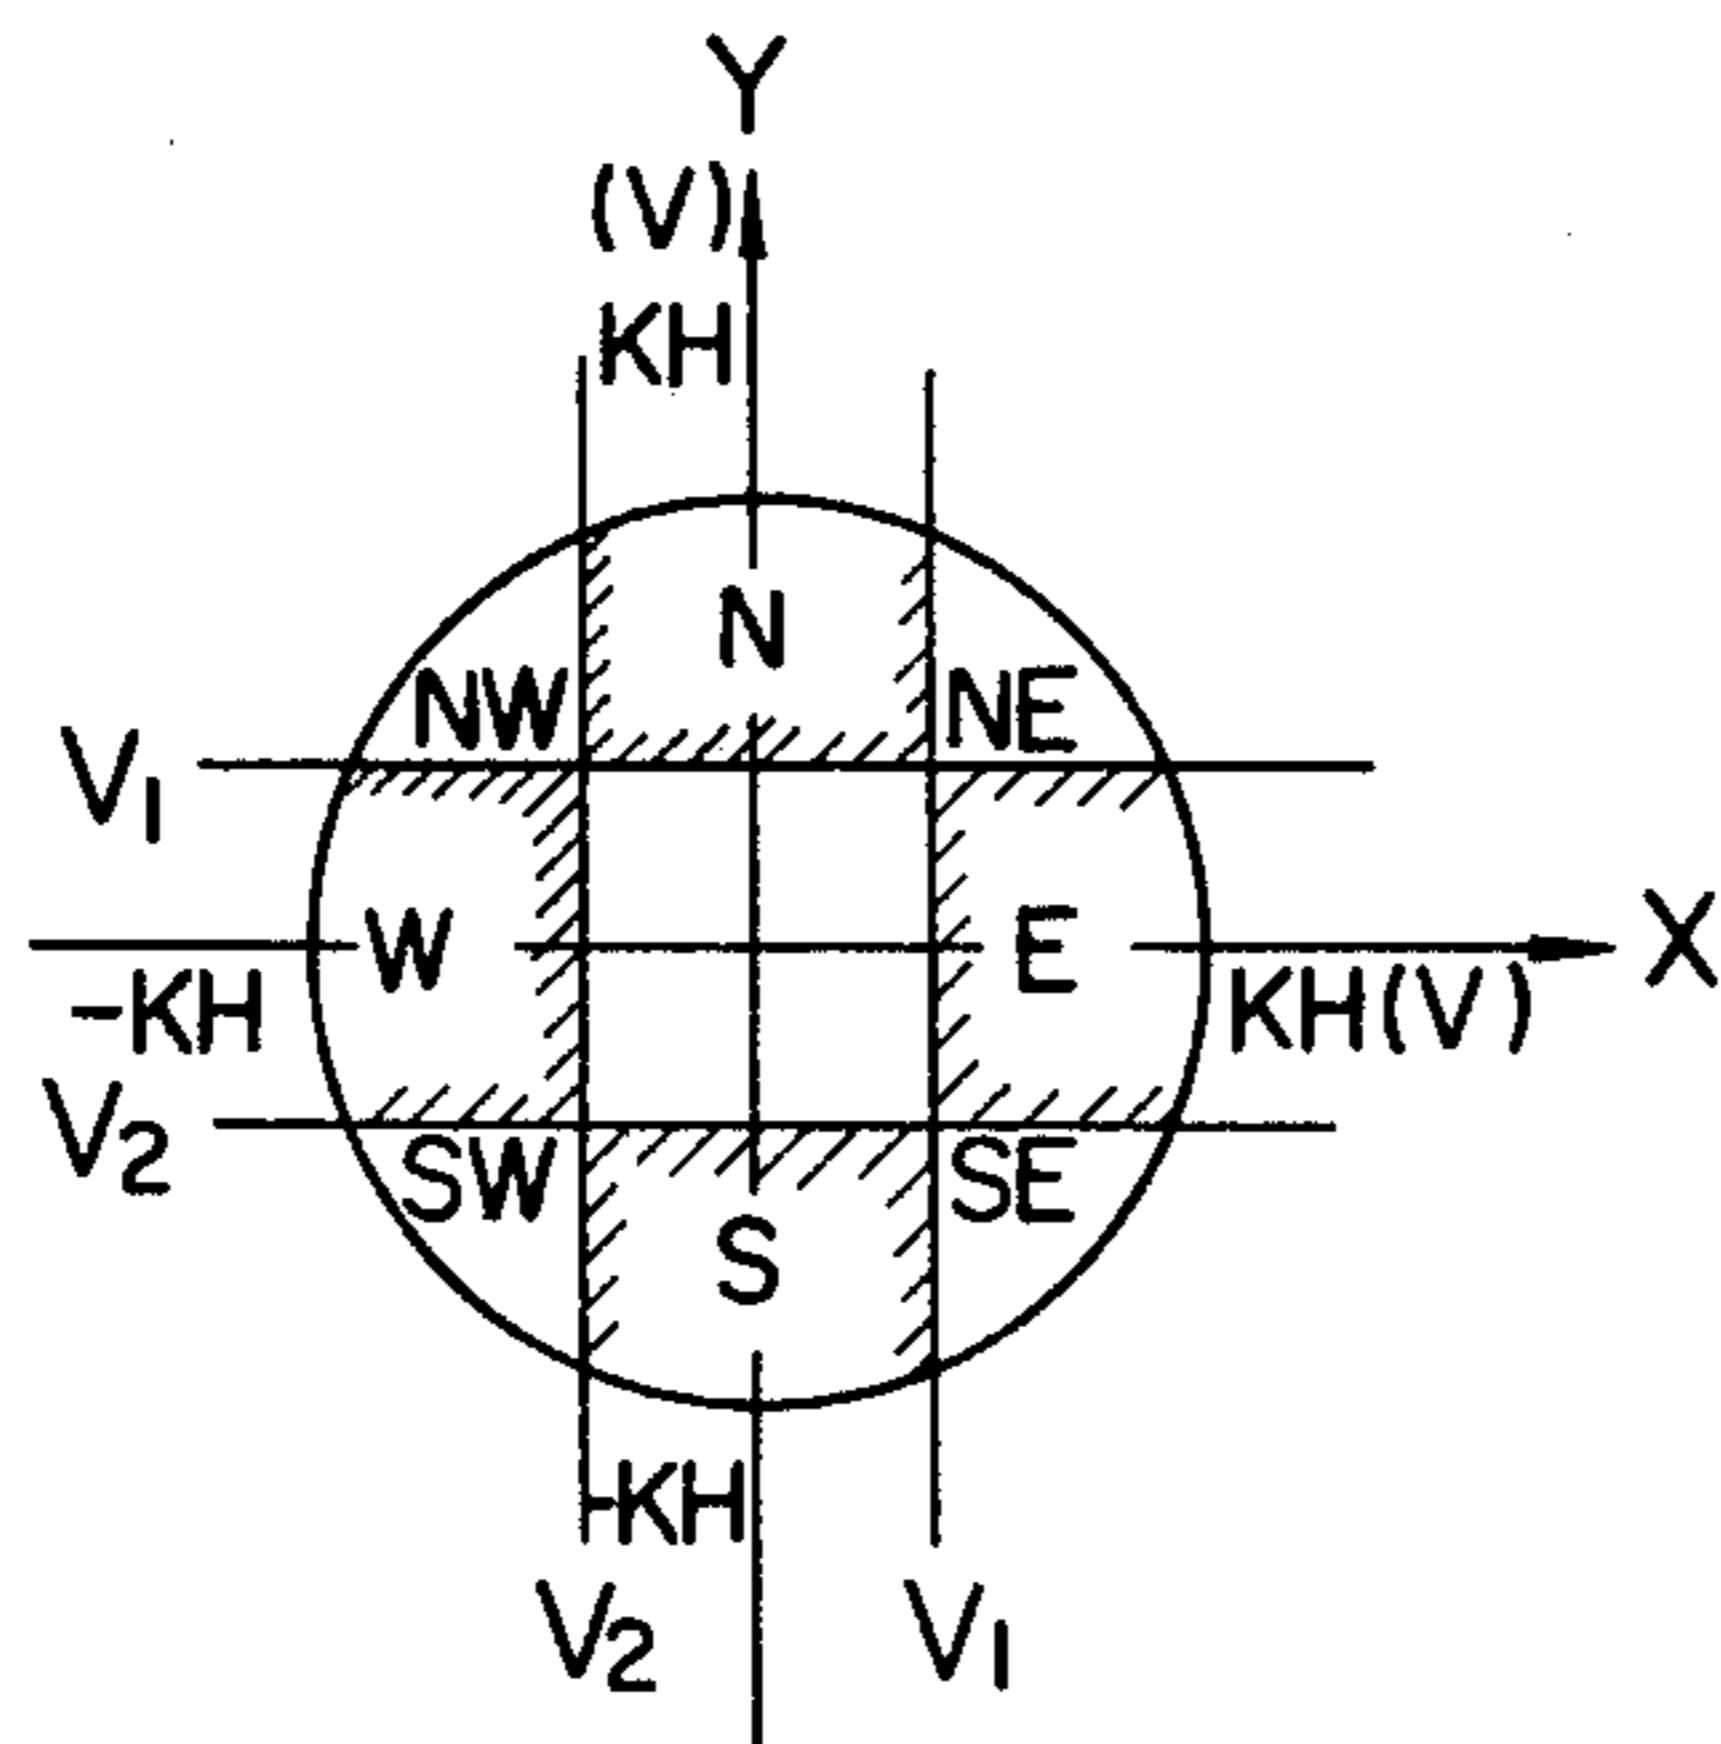 Y
(V)
KH
N
NW NE
V1
W E X
-KH KH(V)
V2
SW SE
S
-KH
V2 V1